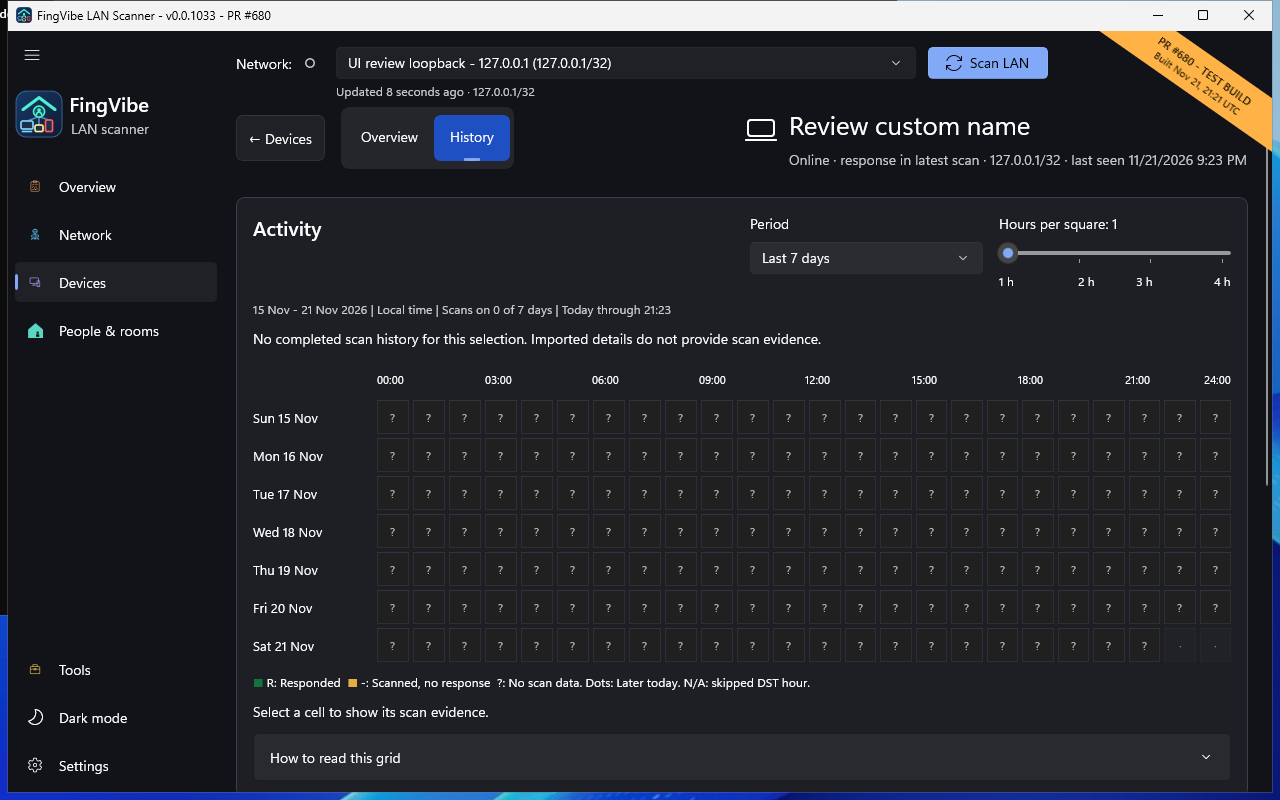 FingVibe LAN Scanner - v0.0.1033 - PR #680
PR #680 - TEST BUILD
Built Nov 21, 21:21 UTC
Network:
UI review loopback - 127.0.0.1 (127.0.0.1/32)
Scan LAN
Updated 8 seconds ago · 127.0.0.1/32
FingVibe
LAN scanner
← Devices
Overview
History
Review custom name
Online · response in latest scan · 127.0.0.1/32 · last seen 11/21/2026 9:23 PM
Overview
Network
Devices
People & rooms
Tools
Dark mode
Settings
Activity
Period
Last 7 days
Hours per square: 1
1 h 2 h 3 h 4 h
15 Nov - 21 Nov 2026 | Local time | Scans on 0 of 7 days | Today through 21:23
No completed scan history for this selection. Imported details do not provide scan evidence.
00:00 03:00 06:00 09:00 12:00 15:00 18:00 21:00 24:00
Sun 15 Nov ? ? ? ? ? ? ? ? ? ? ? ? ? ? ? ? ? ? ? ? ? ? ? ?
Mon 16 Nov ? ? ? ? ? ? ? ? ? ? ? ? ? ? ? ? ? ? ? ? ? ? ? ?
Tue 17 Nov ? ? ? ? ? ? ? ? ? ? ? ? ? ? ? ? ? ? ? ? ? ? ? ?
Wed 18 Nov ? ? ? ? ? ? ? ? ? ? ? ? ? ? ? ? ? ? ? ? ? ? ? ?
Thu 19 Nov ? ? ? ? ? ? ? ? ? ? ? ? ? ? ? ? ? ? ? ? ? ? ? ?
Fri 20 Nov ? ? ? ? ? ? ? ? ? ? ? ? ? ? ? ? ? ? ? ? ? ? ? ?
Sat 21 Nov ? ? ? ? ? ? ? ? ? ? ? ? ? ? ? ? ? ? ? ? ? ? · ·
R: Responded -: Scanned, no response ?: No scan data. Dots: Later today. N/A: skipped DST hour.
Select a cell to show its scan evidence.
How to read this grid